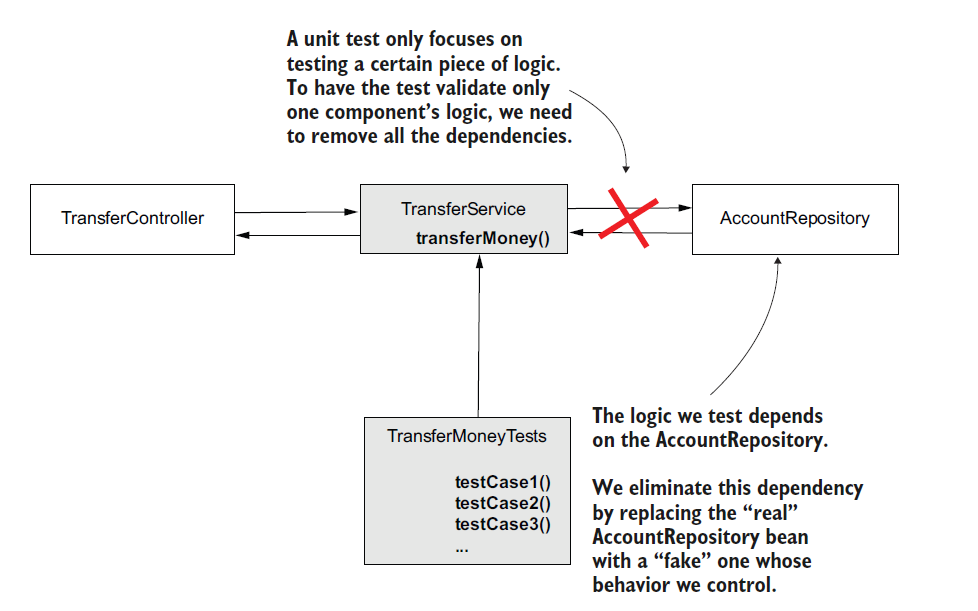 A unit test only focuses on
testing a certain piece of logic.
To have the test validate only
one component’s logic, we need
to remove all the dependencies.
TransferController
TransferService
transferMoney()
AccountRepository
TransferMoneyTests
testCase1()
testCase2()
testCase3()
...
The logic we test depends
on the AccountRepository.
We eliminate this dependency
by replacing the “real”
AccountRepository bean
with a “fake” one whose
behavior we control.